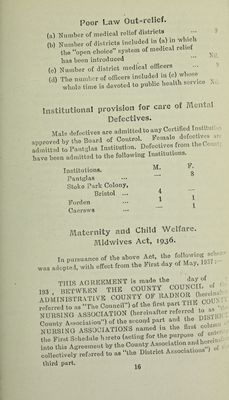 Poor Law Out-relief.
(a) Number of medical relief districts ... 9
(b) Number of districts included in (a) in which
the "open choice" system of medical relief
has been introduced ... Nil.
(c) Number of district medical officers ... 9
(d) The number of officers included in (c) whose
whole time is devoted to public health service Nil.
Institutional provision for care of Mental
Defectives.
Male defectives are admitted to any Certified Institution
approved by the Board of Control. Female defectives are
admitted to Pantglas Institution. Defectives from the County
have been admitted to the following Institutions.
Institutions. M. F.
Pantglas ... — 8
Stoke Park Colony,
Bristol ... 4 —
Forden ... 1 1
Caersws ... — 1
Maternity and Child Welfare.
Midwives Act, 1936.
In pursuance of the above Act, the following scheme
was adopted, with effect from the First day of May, 1937 :—
THIS AGREEMENT is made the day of
193 , BETWEEN THE COUNTY COUNCIL of the
ADMINISTRATIVE COUNTY OF RADNOR (hereinafter
referred to as "The Council") of the first part THE COUNTY
NURSING ASSOCIATION (hereinafter referred to as "the
County Association") of the second part and the DISTRICT
NURSING ASSOCIATIONS named in the first column of
the First Schedule hereto (acting for the purpose of entering
into this Agreement by the County Association and hereinafter
collectively referred to as "the District Associations") of the
third part.
16